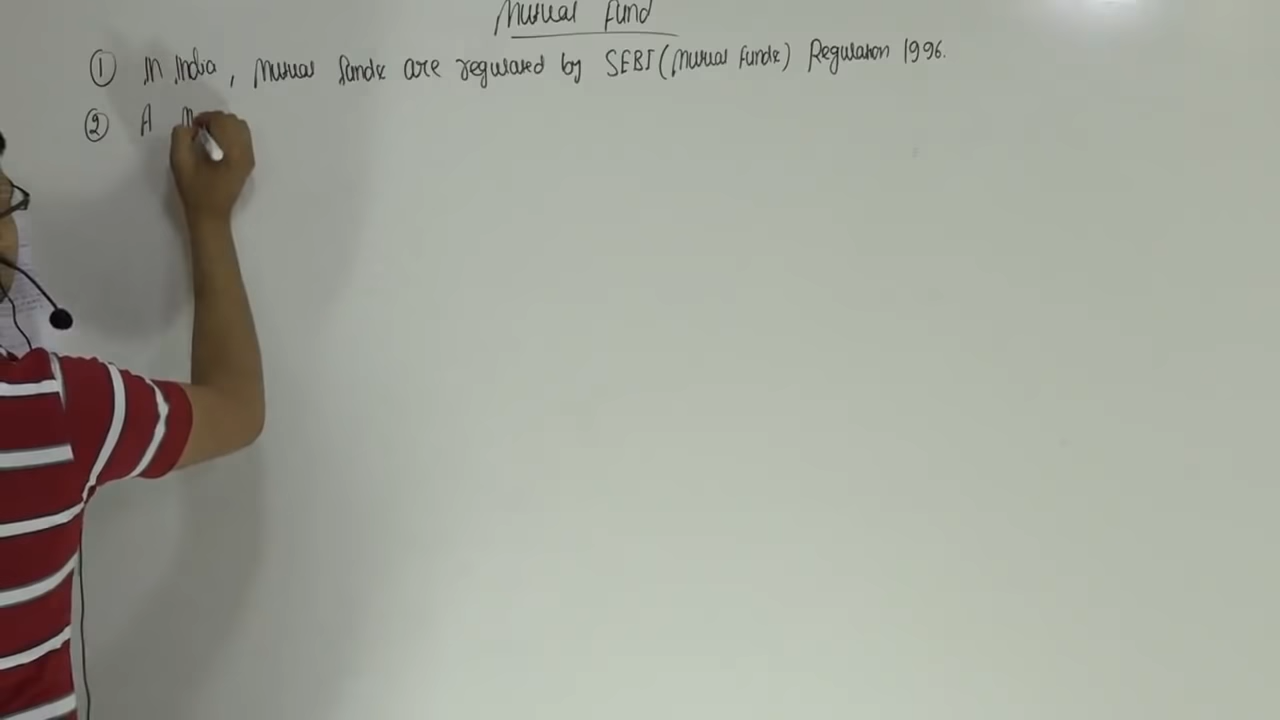 Mutual Fund
① In India, Mutual Funds are regulated by SEBI (Mutual Funds) Regulation 1996.
② A M